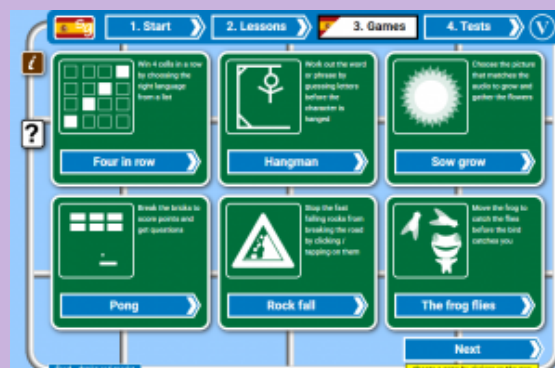 Sy
1. Start
2. Lessons
3. Games
4. Tests
V
i
?
Win 4 cells in a row
by choosing the
right language
from a list
Four in row
Work out the word
or phrase by
guessing letters
before the
character is
hanged
Hangman
Choose the picture
that matches the
audio to grow and
gather the flowers
Sow grow
Break the bricks to
score points and
get questions
Pong
Stop the fast
falling rocks from
breaking the road
by clicking /
tapping on them
Rock fall
Move the frog to
catch the flies
before the bird
catches you
The frog flies
Next